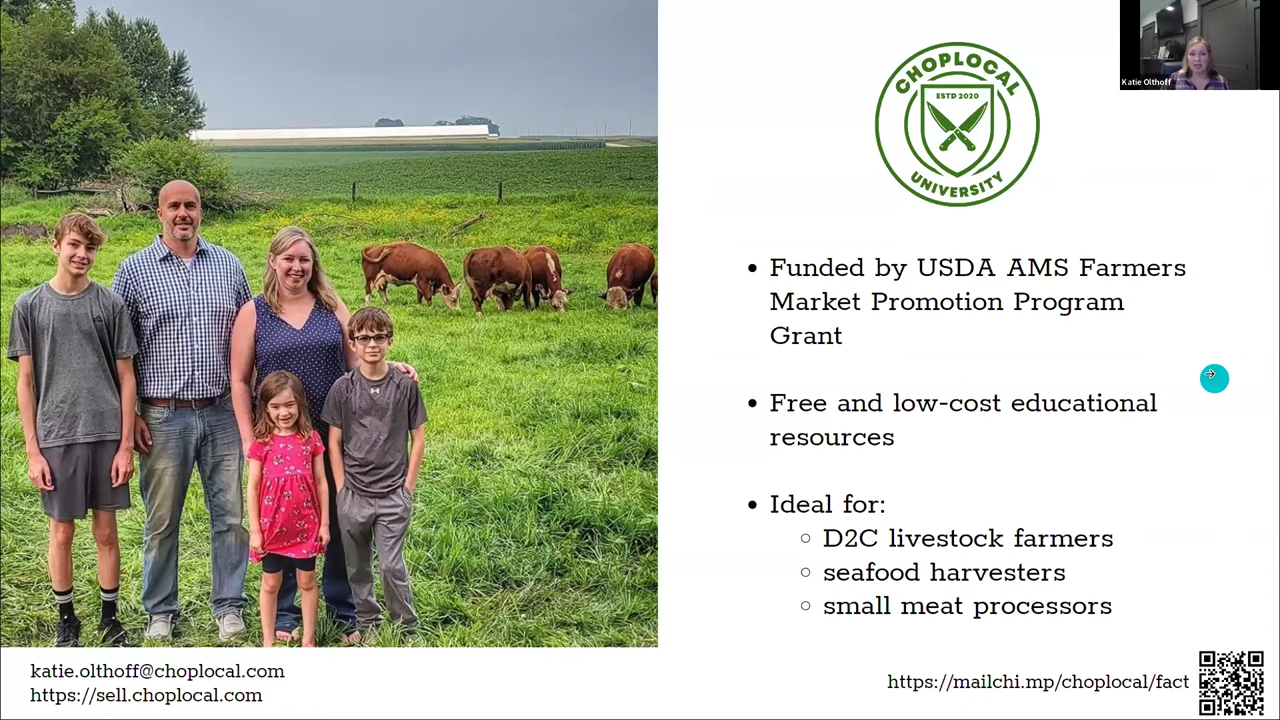 CHOPLOCAL
ESTD 2020
UNIVERSITY
Katie Olthoff
• Funded by USDA AMS Farmers
Market Promotion Program
Grant
• Free and low-cost educational
resources
• Ideal for:
○ D2C livestock farmers
○ seafood harvesters
○ small meat processors
katie.olthoff@choplocal.com
https://sell.choplocal.com
https://mailchi.mp/choplocal/fact